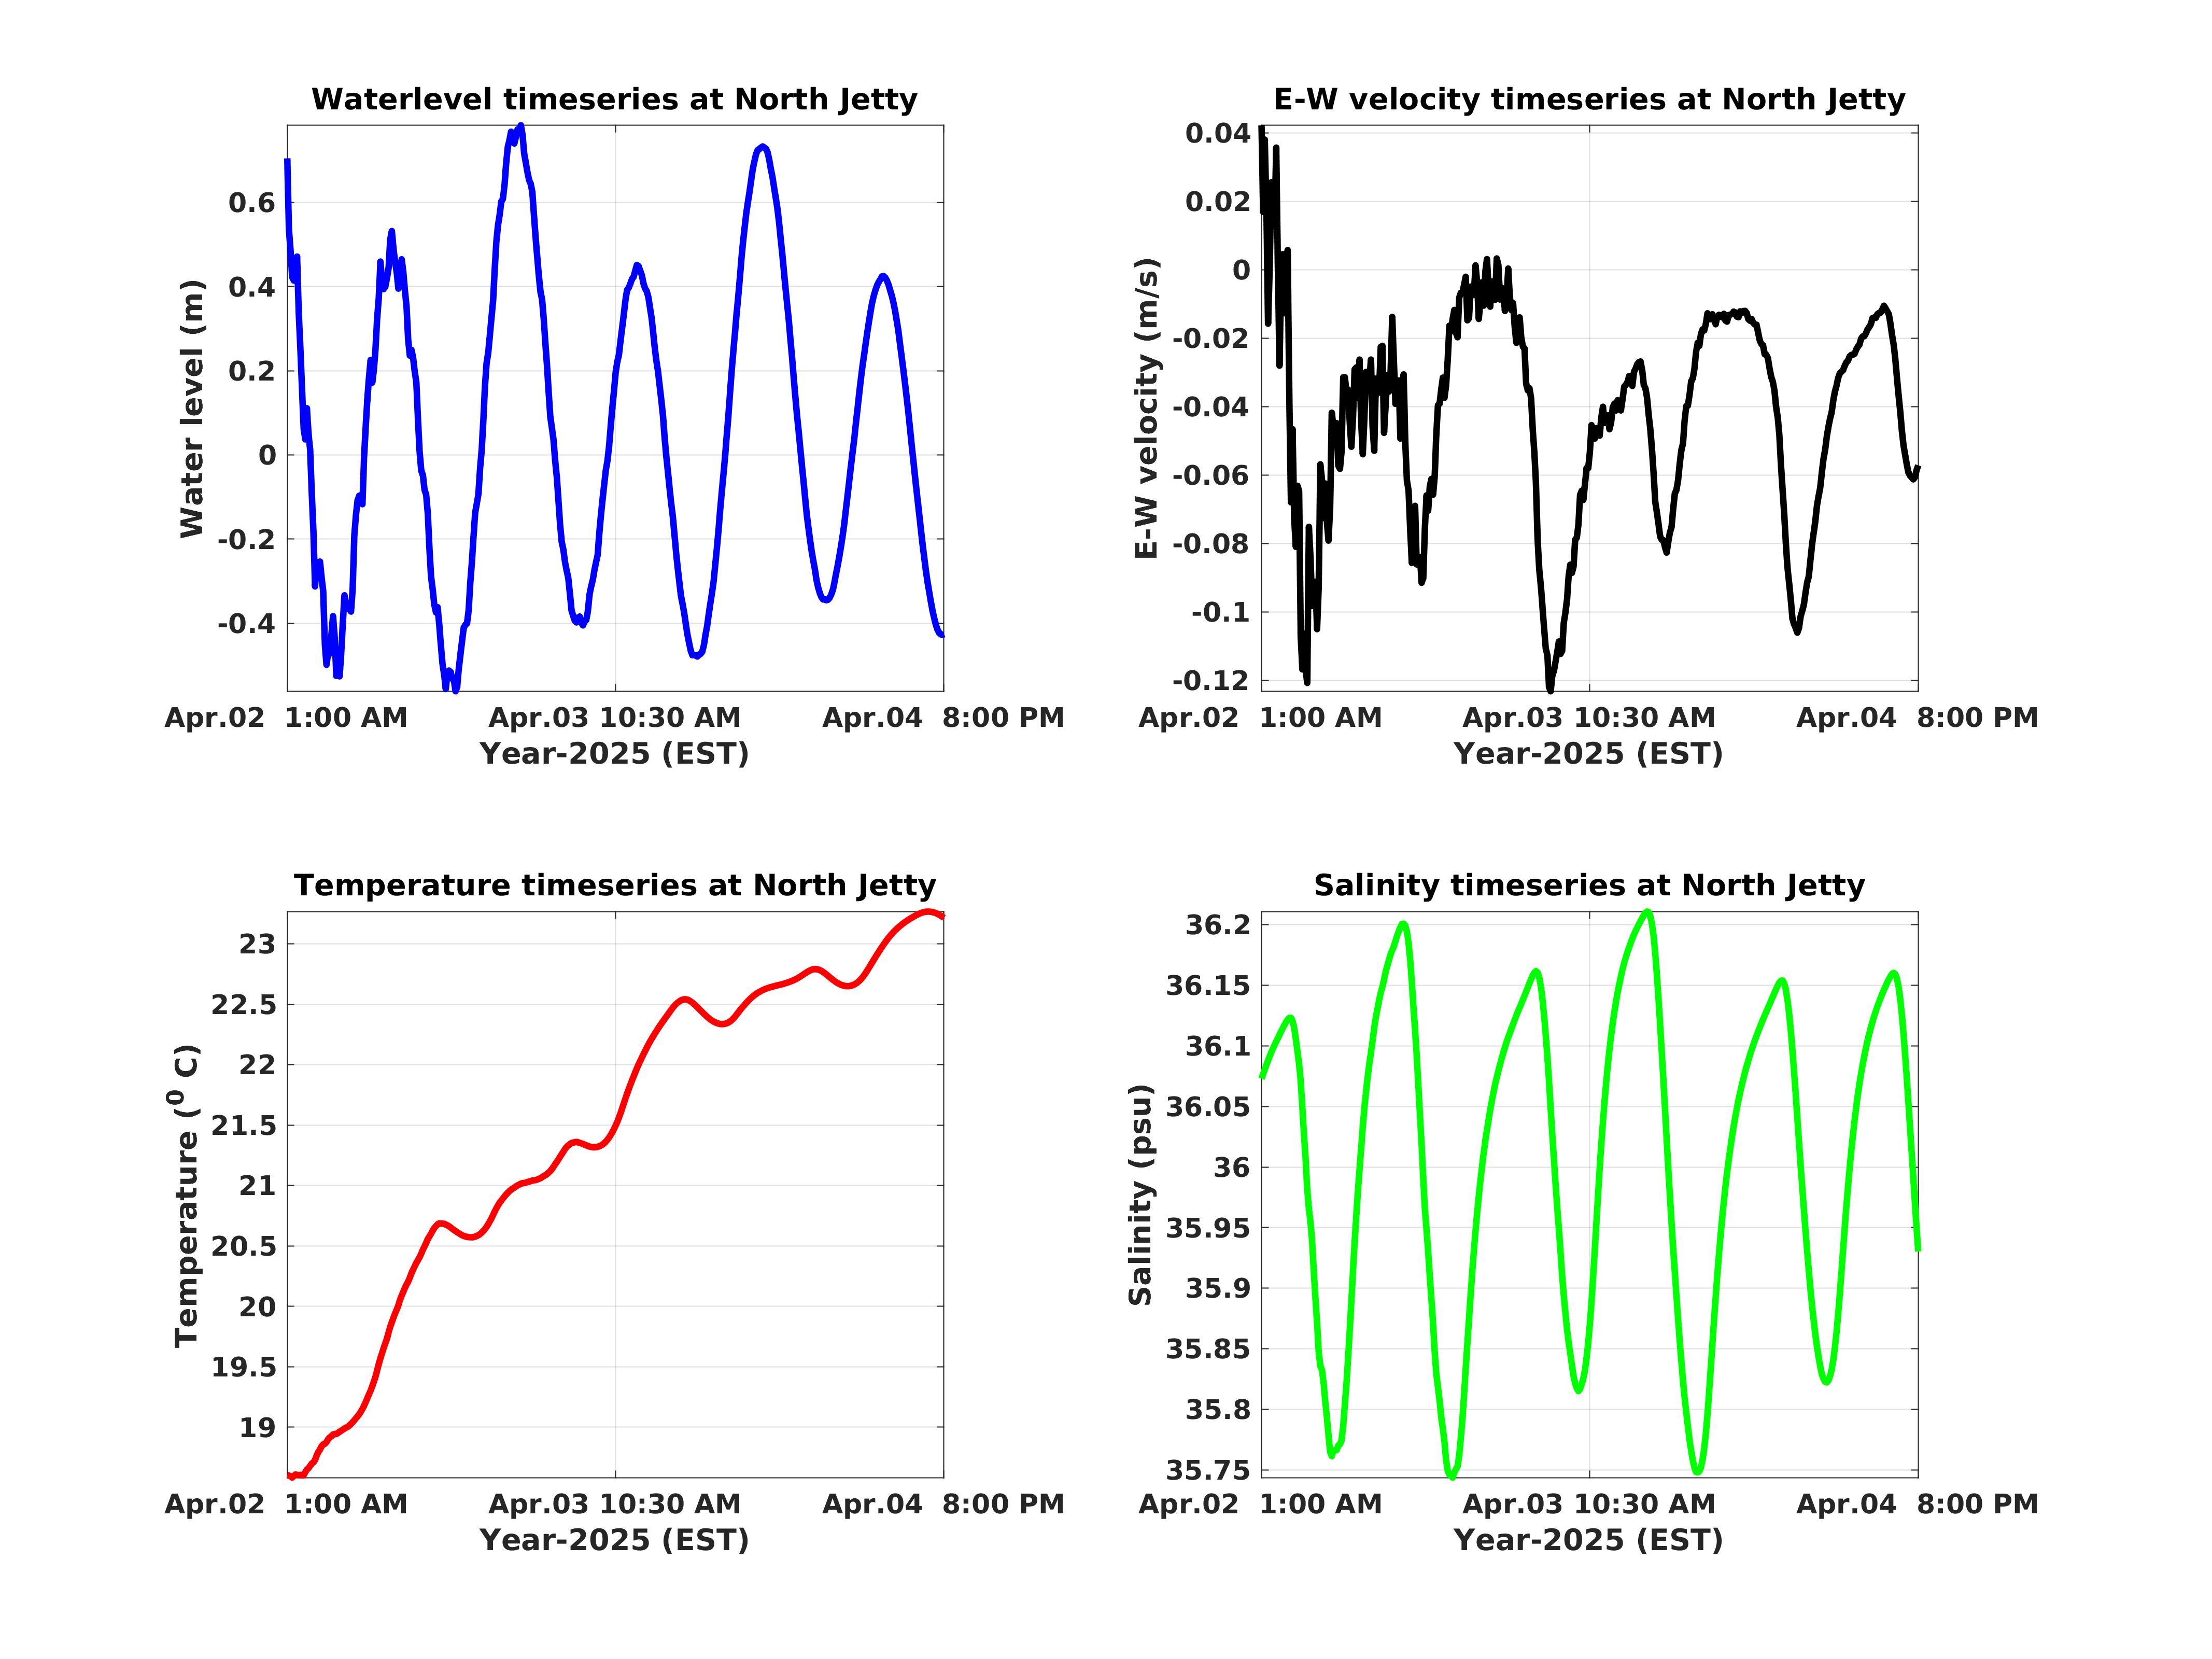 Waterlevel timeseries at North Jetty
0.6
0.4
0.2
0
-0.2
-0.4
Water level (m)
Apr.02 1:00 AM Apr.03 10:30 AM Apr.04 8:00 PM
Year-2025 (EST)
E-W velocity timeseries at North Jetty
0.04
0.02
0
-0.02
-0.04
-0.06
-0.08
-0.1
-0.12
E-W velocity (m/s)
Apr.02 1:00 AM Apr.03 10:30 AM Apr.04 8:00 PM
Year-2025 (EST)
Temperature timeseries at North Jetty
23
22.5
22
21.5
21
20.5
20
19.5
19
Temperature (⁰ C)
Apr.02 1:00 AM Apr.03 10:30 AM Apr.04 8:00 PM
Year-2025 (EST)
Salinity timeseries at North Jetty
36.2
36.15
36.1
36.05
36
35.95
35.9
35.85
35.8
35.75
Salinity (psu)
Apr.02 1:00 AM Apr.03 10:30 AM Apr.04 8:00 PM
Year-2025 (EST)